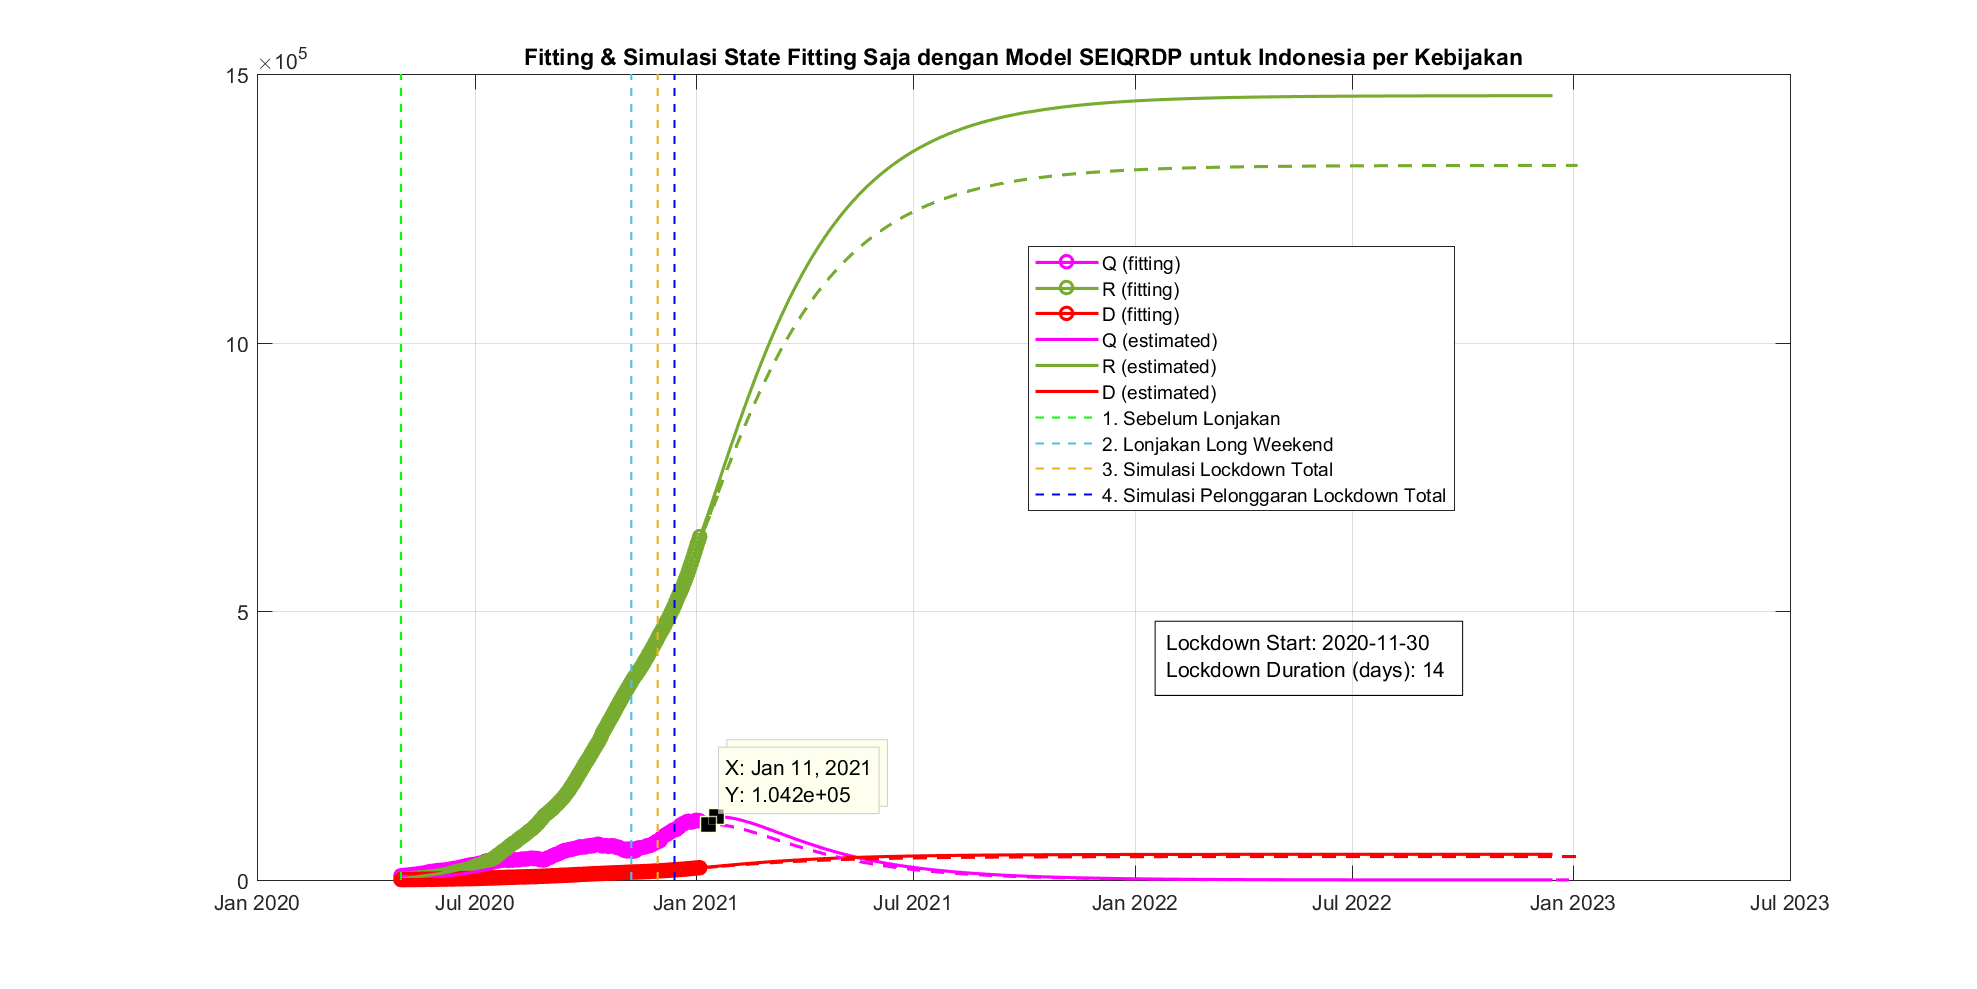 Fitting & Simulasi State Fitting Saja dengan Model SEIQRDP untuk Indonesia per Kebijakan
×10^5
15
10
5
0
Q (fitting)
R (fitting)
D (fitting)
Q (estimated)
R (estimated)
D (estimated)
1. Sebelum Lonjakan
2. Lonjakan Long Weekend
3. Simulasi Lockdown Total
4. Simulasi Pelonggaran Lockdown Total
Lockdown Start: 2020-11-30
Lockdown Duration (days): 14
X: Jan 11, 2021
Y: 1.042e+05
Jan 2020
Jul 2020
Jan 2021
Jul 2021
Jan 2022
Jul 2022
Jan 2023
Jul 2023